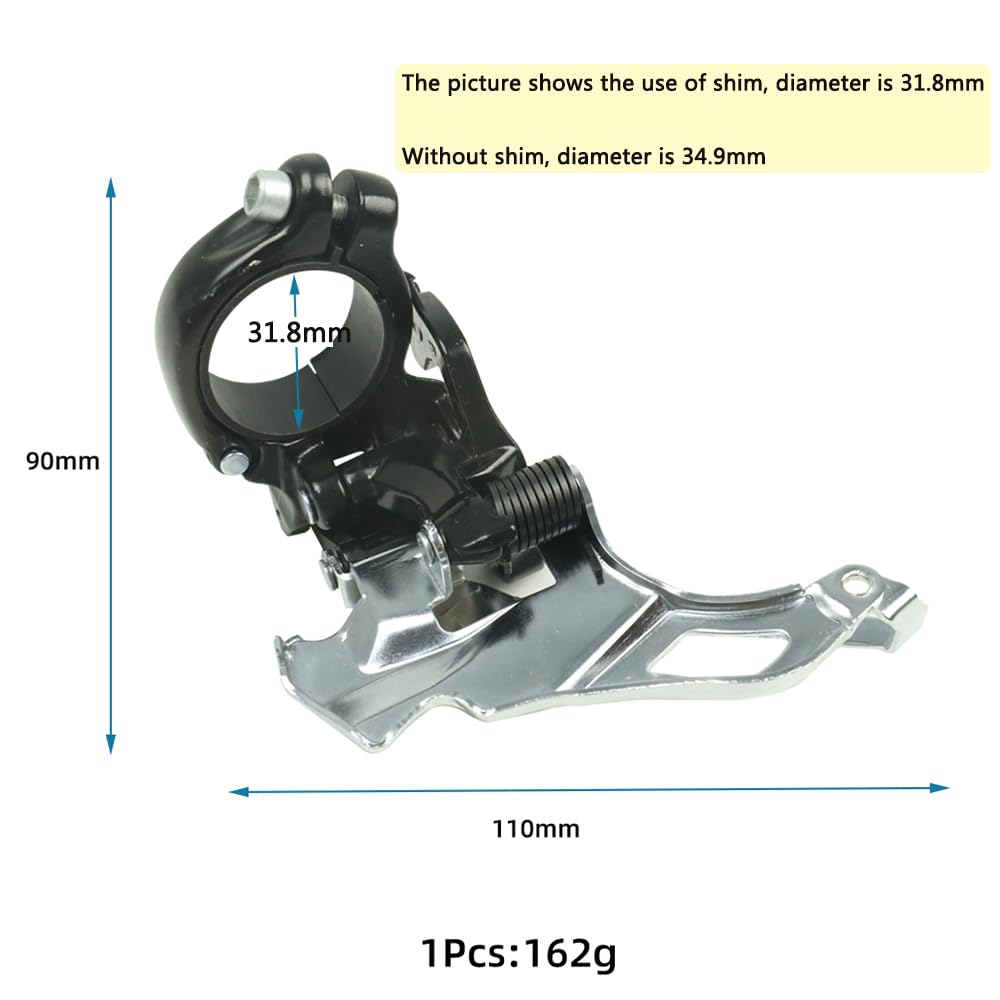 The picture shows the use of shim, diameter is 31.8mm
Without shim, diameter is 34.9mm
31.8mm
90mm
110mm
1Pcs:162g